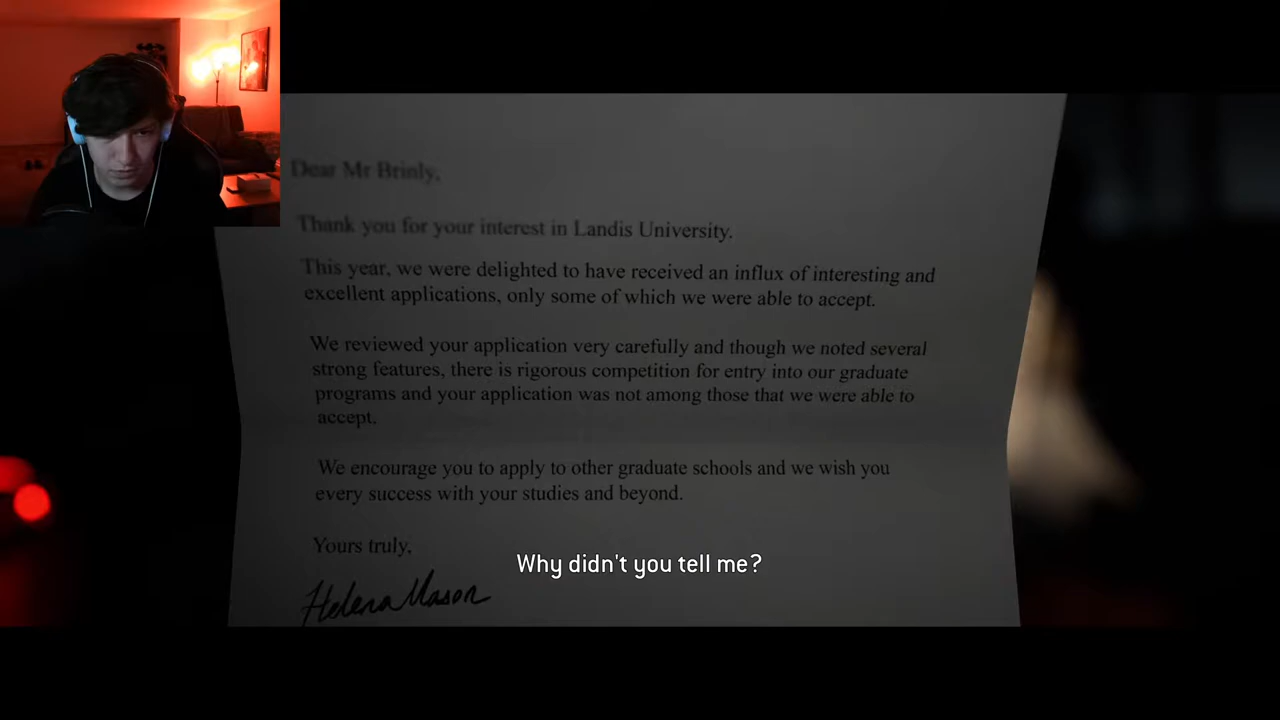 Dear Mr Brinly,
Thank you for your interest in Landis University.
This year, we were delighted to have received an influx of interesting and
excellent applications, only some of which we were able to accept.
We reviewed your application very carefully and though we noted several
strong features, there is rigorous competition for entry into our graduate
programs and your application was not among those that we were able to
accept.
We encourage you to apply to other graduate schools and we wish you
every success with your studies and beyond.
Yours truly,
Why didn't you tell me?
Helena Mason